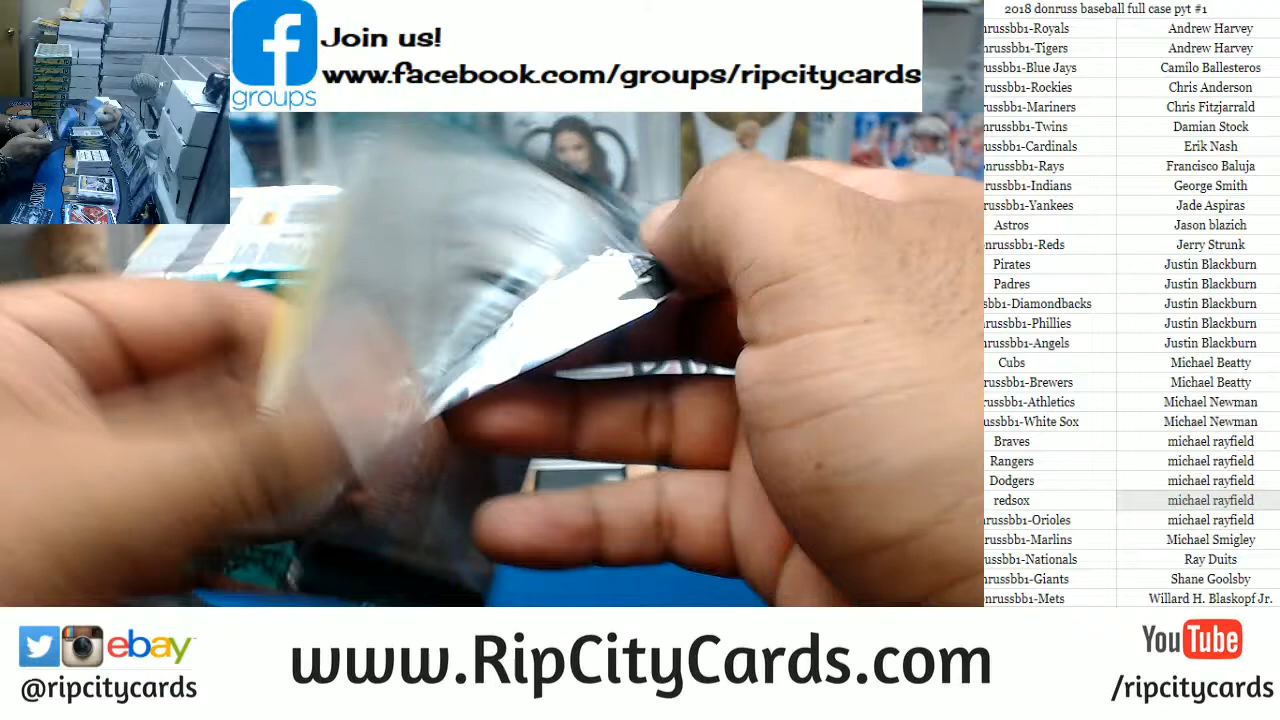 2018 donruss baseball full case pyt #1
Join us!
www.facebook.com/groups/ripcitycards
groups
nrussbb1-Royals Andrew Harvey
nrussbb1-Tigers Andrew Harvey
russbb1-Blue Jays Camilo Ballesteros
russbb1-Rockies Chris Anderson
russbb1-Mariners Chris Fitzjarrald
nrussbb1-Twins Damian Stock
russbb1-Cardinals Erik Nash
onrussbb1-Rays Francisco Baluja
russbb1-Indians George Smith
russbb1-Yankees Jade Aspiras
Astros Jason blazich
onrussbb1-Reds Jerry Strunk
Pirates Justin Blackburn
Padres Justin Blackburn
sbb1-Diamondbacks Justin Blackburn
russbb1-Phillies Justin Blackburn
nrussbb1-Angels Justin Blackburn
Cubs Michael Beatty
russbb1-Brewers Michael Beatty
russbb1-Athletics Michael Newman
russbb1-White Sox Michael Newman
Braves michael rayfield
Rangers michael rayfield
Dodgers michael rayfield
redsox michael rayfield
nrussbb1-Orioles michael rayfield
nrussbb1-Marlins Michael Smigley
ussbb1-Nationals Ray Duits
nrussbb1-Giants Shane Goolsby
onrussbb1-Mets Willard H. Blaskopf Jr.
ebay
@ripcitycards
www.RipCityCards.com
YouTube
/ripcitycards